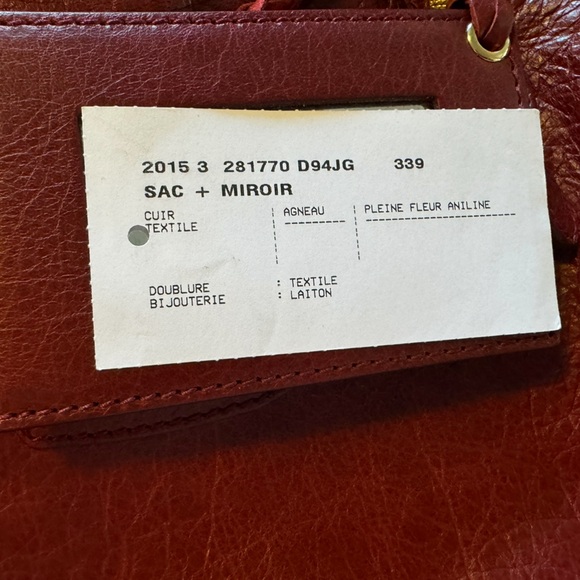 2015 3 281770 D94JG 339
SAC + MIROIR
CUIR AGNEAU PLEINE FLEUR ANILINE
TEXTILE
DOUBLURE : TEXTILE
BIJOUTERIE : LAITON